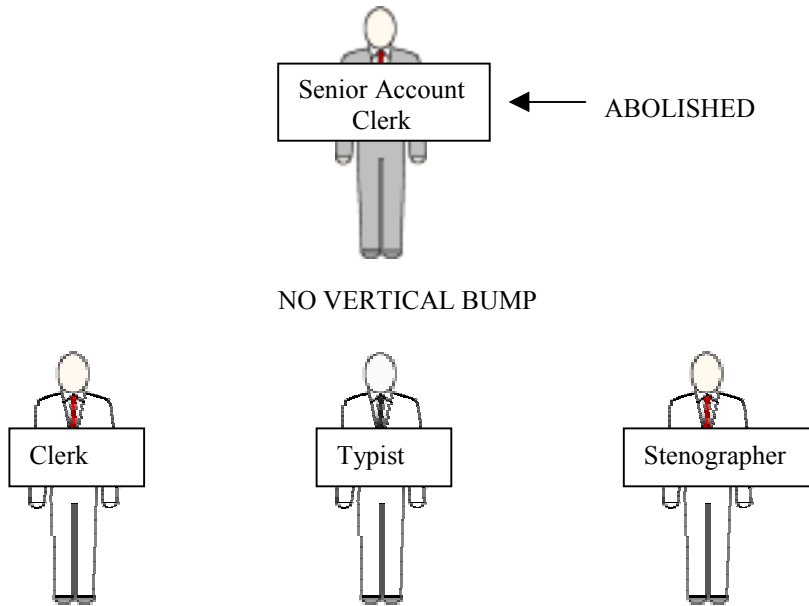 Senior Account
Clerk
ABOLISHED
NO VERTICAL BUMP
Clerk
Typist
Stenographer